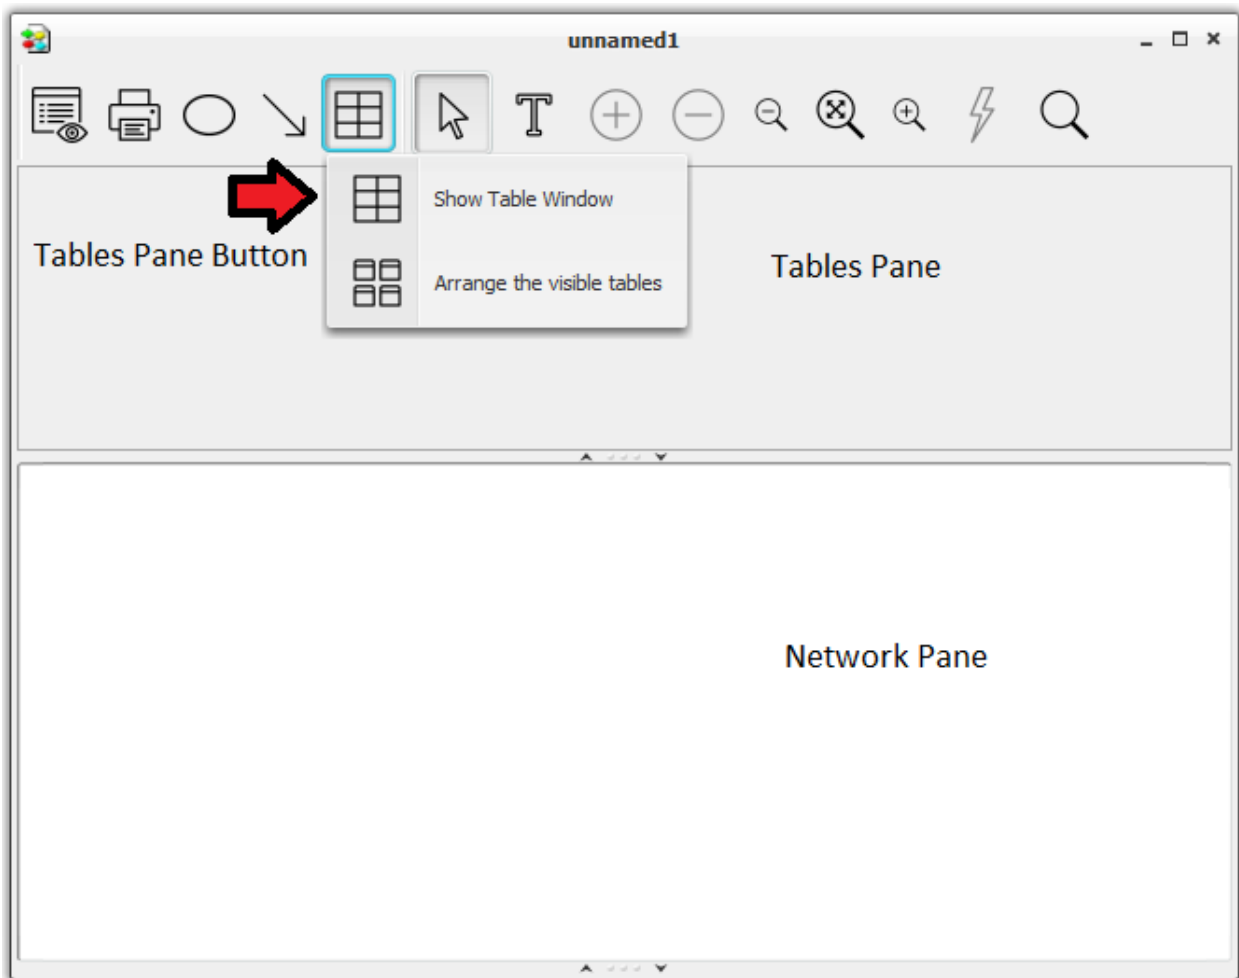 unnamed1
T
Show Table Window
Tables Pane Button
Tables Pane
Arrange the visible tables
Network Pane